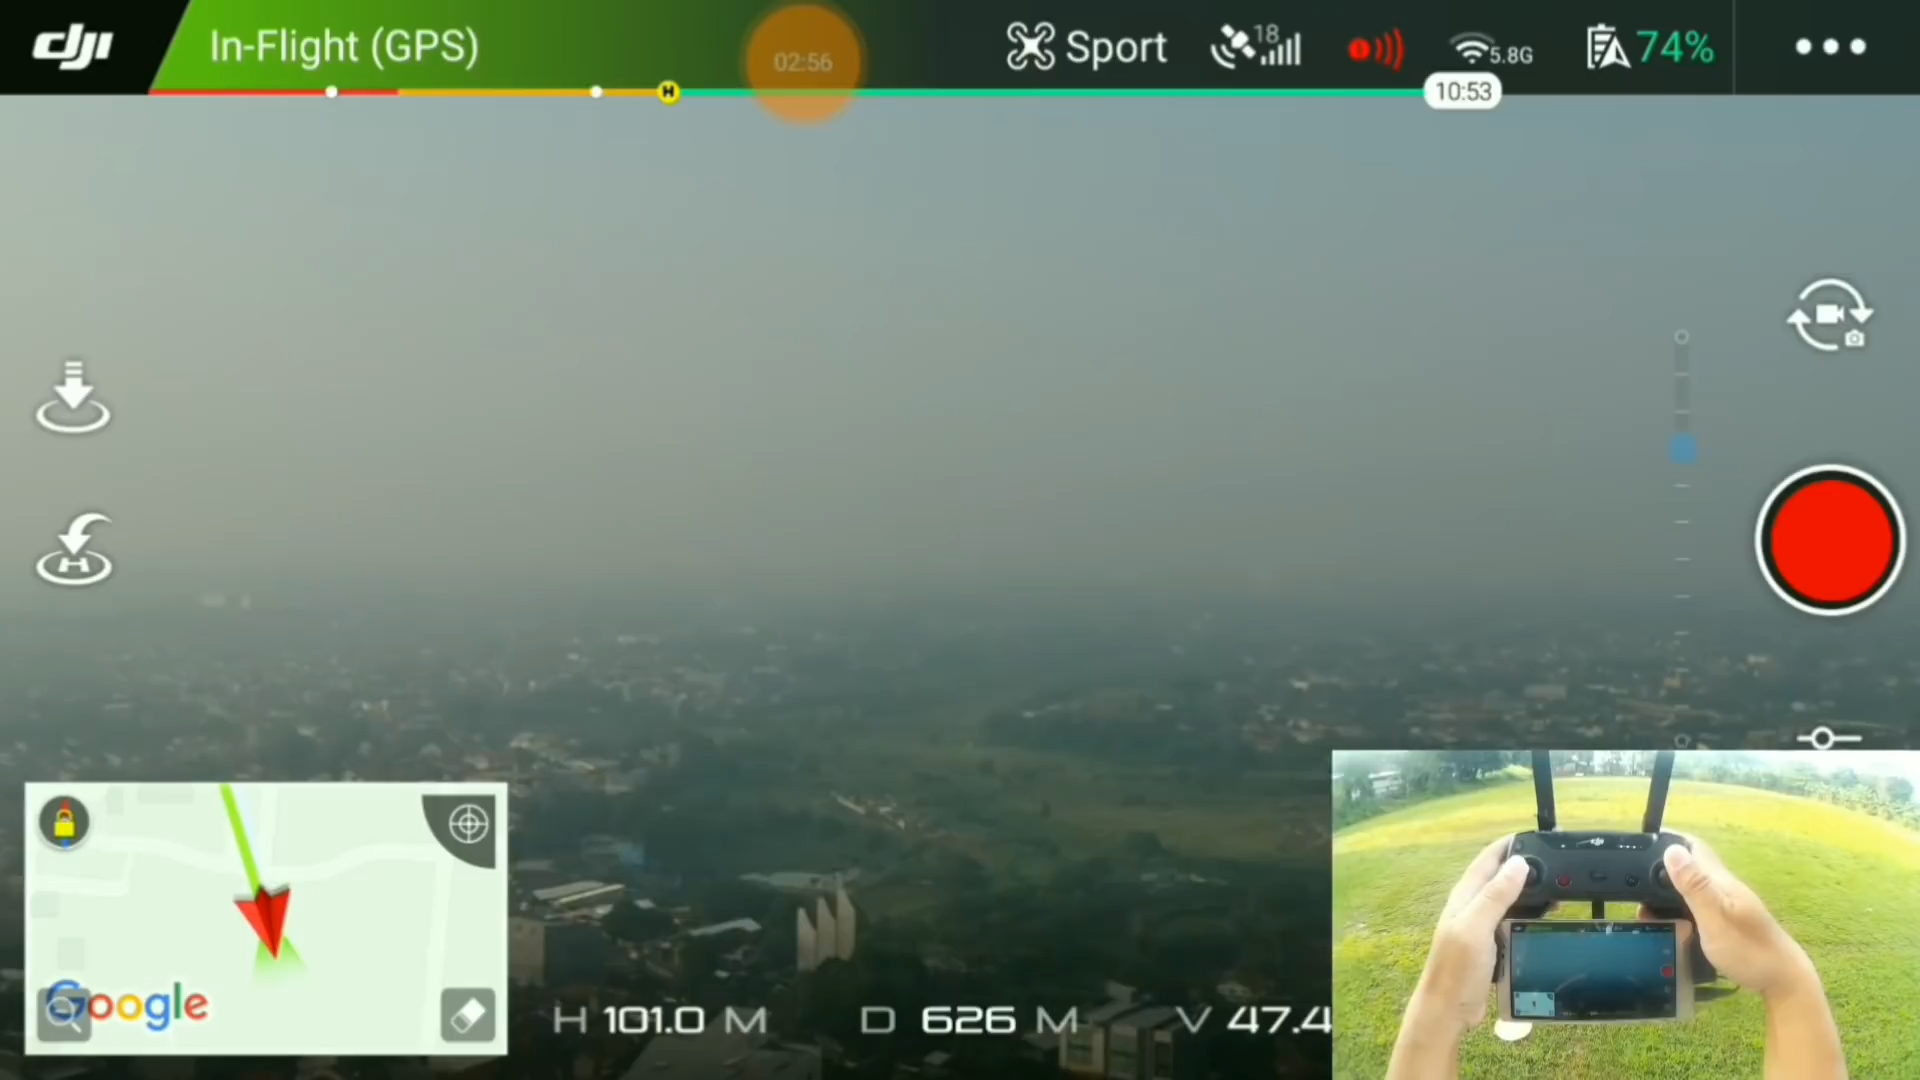 dji In-Flight (GPS) 02:56 Sport 18 5.8G 74%
H 10:53
H
Google
H 101.0 M D 626 M V 47.4